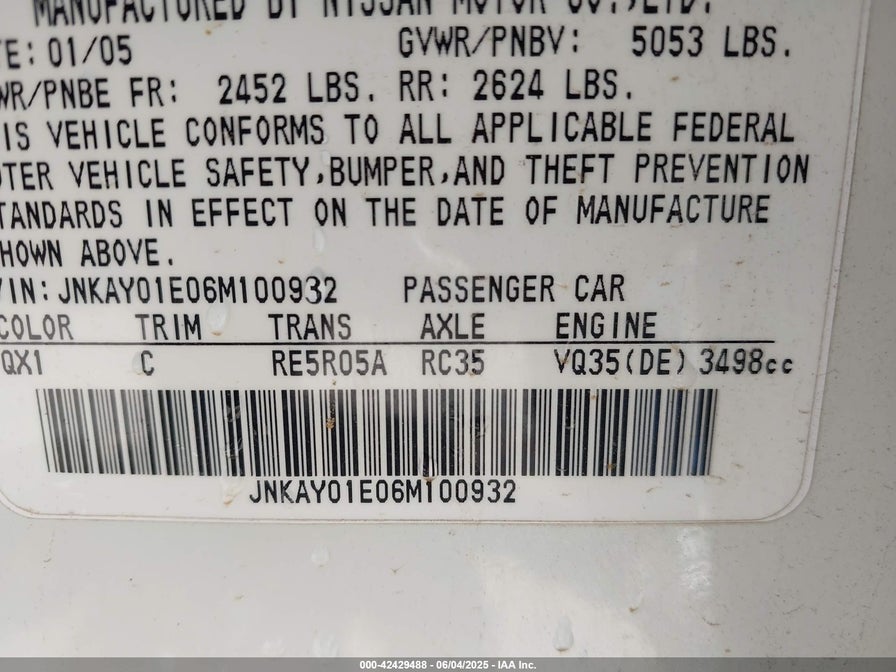 MANUFACTURED BY NISSAN MOTOR CO.,LTD.
TE: 01/05 GVWR/PNBV: 5053 LBS.
WR/PNBE FR: 2452 LBS. RR: 2624 LBS.
IS VEHICLE CONFORMS TO ALL APPLICABLE FEDERAL
OTER VEHICLE SAFETY,BUMPER,AND THEFT PREVENTION
TANDARDS IN EFFECT ON THE DATE OF MANUFACTURE
HOWN ABOVE.
VIN: JNKAY01E06M100932 PASSENGER CAR
COLOR TRIM TRANS AXLE ENGINE
QX1 C RE5R05A RC35 VQ35(DE) 3498cc
JNKAY01E06M100932
000-42429488 - 06/04/2025 - IAA Inc.